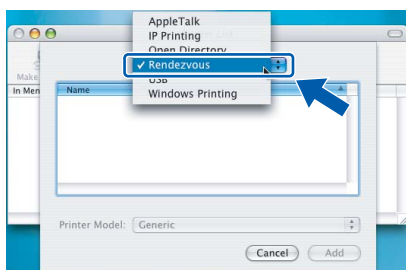 AppleTalk
IP Printing
Open Directory
✓ Rendezvous
USB
Windows Printing
Make
In Men
Name
Printer Model: Generic
Cancel Add